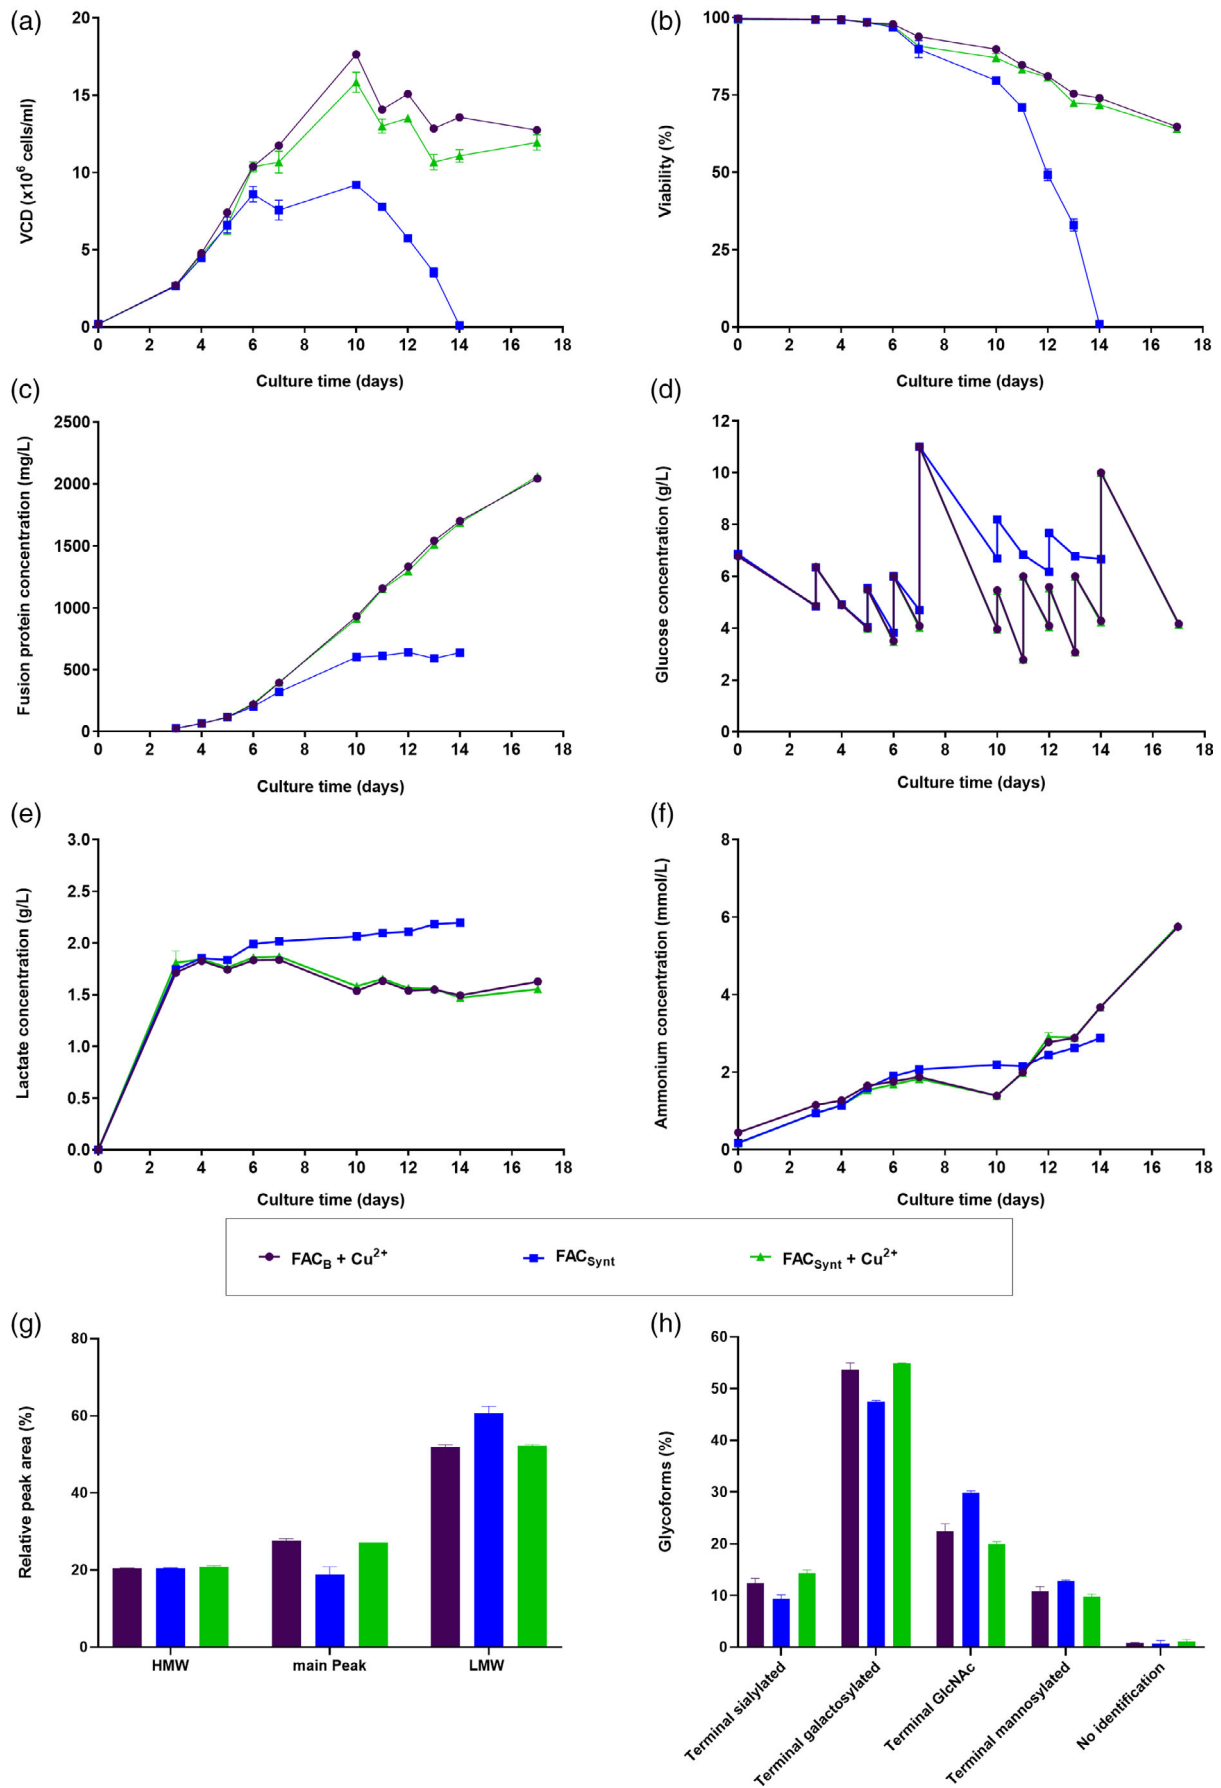 (a)
20
15
10
5
0
VCD (x10⁶ cells/ml)
0 2 4 6 8 10 12 14 16 18
Culture time (days)
(b)
100
75
50
25
0
Viability (%)
0 2 4 6 8 10 12 14 16 18
Culture time (days)
(c)
2500
2000
1500
1000
500
0
Fusion protein concentration (mg/L)
0 2 4 6 8 10 12 14 16 18
Culture time (days)
(d)
12
10
8
6
4
2
0
Glucose concentration (g/L)
0 2 4 6 8 10 12 14 16 18
Culture time (days)
(e)
3.0
2.5
2.0
1.5
1.0
0.5
0.0
Lactate concentration (g/L)
0 2 4 6 8 10 12 14 16 18
Culture time (days)
(f)
8
6
4
2
0
Ammonium concentration (mmol/L)
0 2 4 6 8 10 12 14 16 18
Culture time (days)
FAC_B + Cu²⁺ FAC_Synt FAC_Synt + Cu²⁺
(g)
80
60
40
20
0
Relative peak area (%)
HMW main Peak LMW
(h)
60
50
40
30
20
10
0
Glycoforms (%)
Terminal sialylated
Terminal galactosylated
Terminal GlcNAc
Terminal mannosylated
No identification